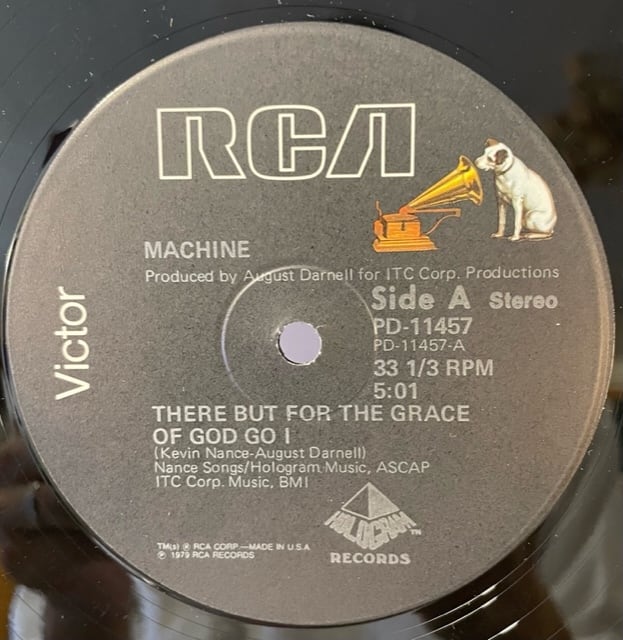 RCA
MACHINE
Produced by August Darnell for ITC Corp. Productions
Side A Stereo
PD-11457
PD-11457-A
33 1/3 RPM
5:01
Victor
THERE BUT FOR THE GRACE
OF GOD GO I
(Kevin Nance-August Darnell)
Nance Songs/Hologram Music, ASCAP
ITC Corp. Music, BMI
HOLOGRAM™
RECORDS
TM(s) ® RCA CORP.—MADE IN U.S.A
℗ 1979 RCA RECORDS